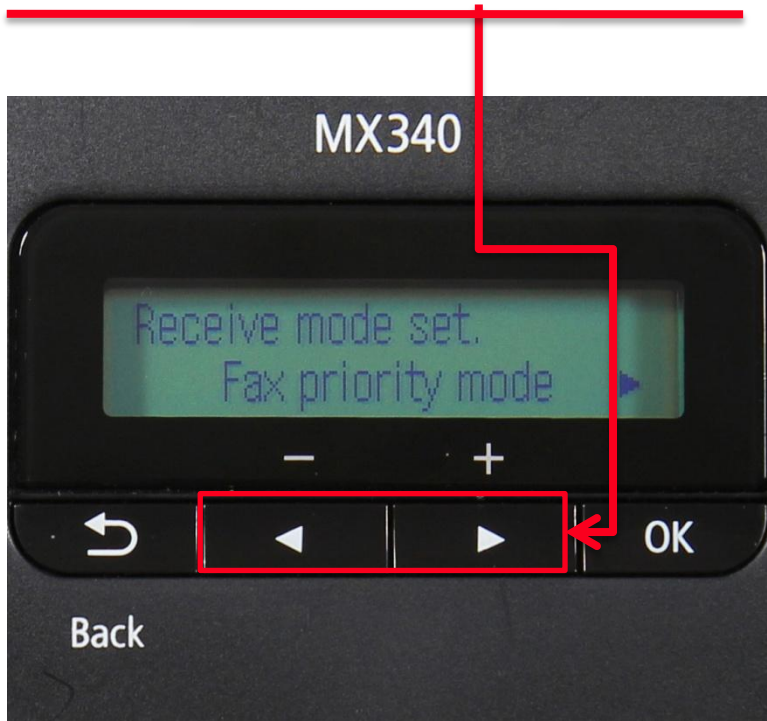 MX340
Receive mode set.
Fax priority mode
− +
OK
Back